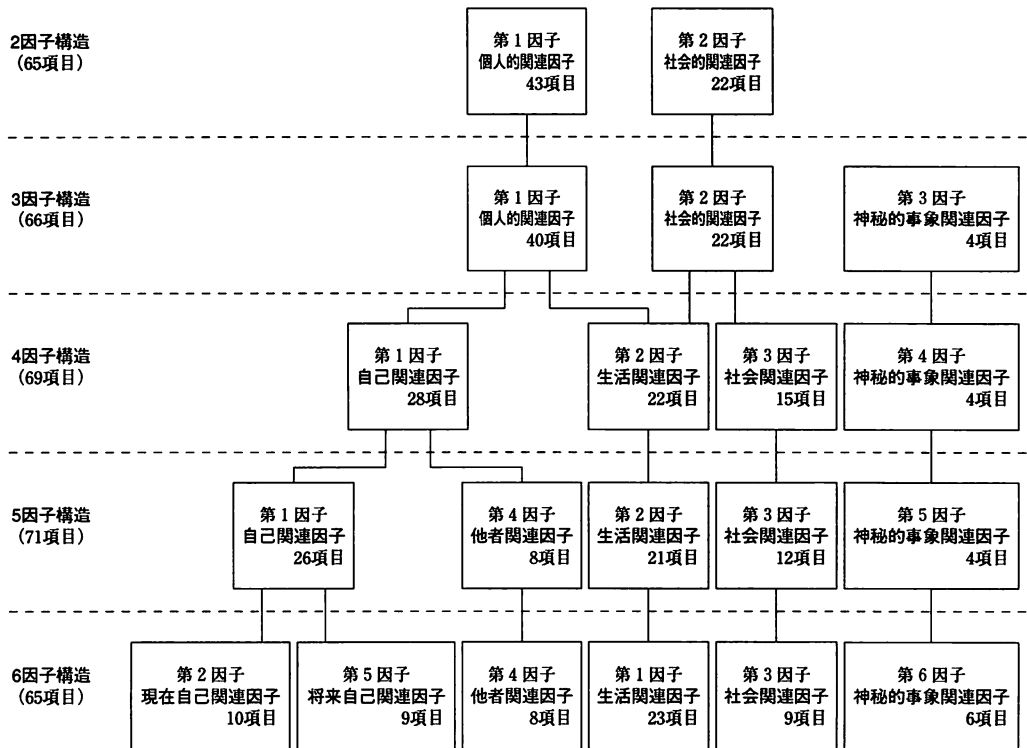 2因子構造
(65項目)
第1因子
個人的関連因子
43項目
第2因子
社会的関連因子
22項目
3因子構造
(66項目)
第1因子
個人的関連因子
40項目
第2因子
社会的関連因子
22項目
第3因子
神秘的事象関連因子
4項目
4因子構造
(69項目)
第1因子
自己関連因子
28項目
第2因子
生活関連因子
22項目
第3因子
社会関連因子
15項目
第4因子
神秘的事象関連因子
4項目
5因子構造
(71項目)
第1因子
自己関連因子
26項目
第4因子
他者関連因子
8項目
第2因子
生活関連因子
21項目
第3因子
社会関連因子
12項目
第5因子
神秘的事象関連因子
4項目
6因子構造
(65項目)
第2因子
現在自己関連因子
10項目
第5因子
将来自己関連因子
9項目
第4因子
他者関連因子
8項目
第1因子
生活関連因子
23項目
第3因子
社会関連因子
9項目
第6因子
神秘的事象関連因子
6項目